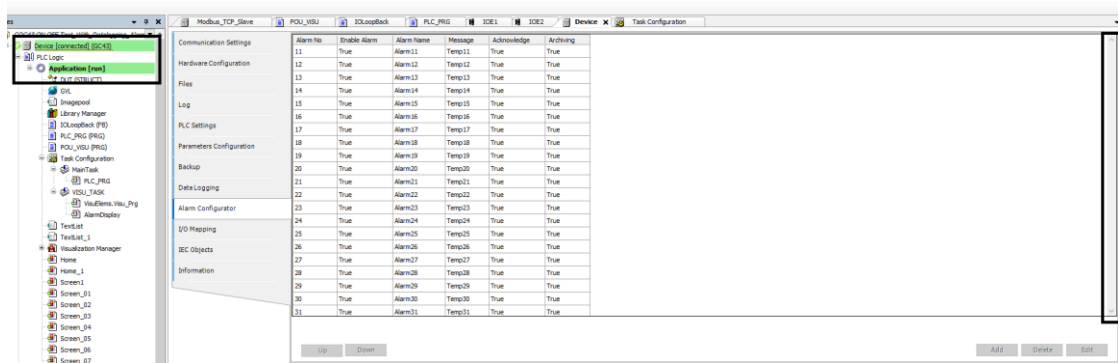 Modbus_TCP_Slave POU_VISU IOLoopBack PLC_PRG IOE1 IOE2 Device Task Configuration
Device [connected] (GC43)
PLC Logic
Application [run]
DUT (STRUCT)
GVL
Imagepool
Library Manager
IOLoopBack (FB)
PLC_PRG (PRG)
POU_VISU (PRG)
Task Configuration
MainTask
PLC_PRG
VISU_TASK
VisuElems.Visu_Prg
AlarmDisplay
TextList
TextList_1
Visualization Manager
Home
Home_1
Screen1
Screen_01
Screen_02
Screen_03
Screen_04
Screen_05
Screen_06
Screen_07
Communication Settings
Hardware Configuration
Files
Log
PLC Settings
Parameters Configuration
Backup
DataLogging
Alarm Configurator
I/O Mapping
IEC Objects
Information
Alarm No Enable Alarm Alarm Name Message Acknowledge Archiving
11 True Alarm11 Temp11 True True
12 True Alarm12 Temp12 True True
13 True Alarm13 Temp13 True True
14 True Alarm14 Temp14 True True
15 True Alarm15 Temp15 True True
16 True Alarm16 Temp16 True True
17 True Alarm17 Temp17 True True
18 True Alarm18 Temp18 True True
19 True Alarm19 Temp19 True True
20 True Alarm20 Temp20 True True
21 True Alarm21 Temp21 True True
22 True Alarm22 Temp22 True True
23 True Alarm23 Temp23 True True
24 True Alarm24 Temp24 True True
25 True Alarm25 Temp25 True True
26 True Alarm26 Temp26 True True
27 True Alarm27 Temp27 True True
28 True Alarm28 Temp28 True True
29 True Alarm29 Temp29 True True
30 True Alarm30 Temp30 True True
31 True Alarm31 Temp31 True True
Up Down Add Delete Edit